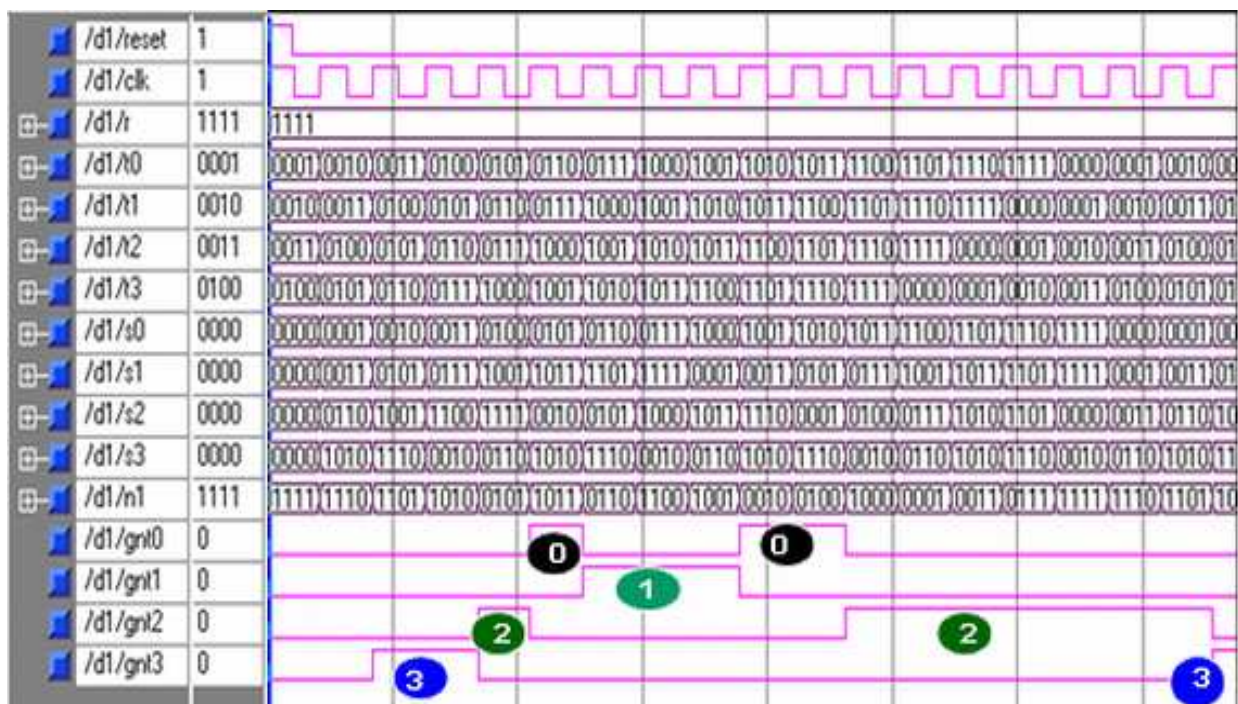 /d1/reset 1
/d1/clk 1
/d1/r 1111 1111
/d1/t0 0001 0001 0010 0011 0100 0101 0110 0111 1000 1001 1010 1011 1100 1101 1110 1111 0000 0001 0010 00
/d1/t1 0010 0010 0011 0100 0101 0110 0111 1000 1001 1010 1011 1100 1101 1110 1111 0000 0001 0010 0011 01
/d1/t2 0011 0011 0100 0101 0110 0111 1000 1001 1010 1011 1100 1101 1110 1111 0000 0001 0010 0011 0100 01
/d1/t3 0100 0100 0101 0110 0111 1000 1001 1010 1011 1100 1101 1110 1111 0000 0001 0010 0011 0100 0101 01
/d1/s0 0000 0000 0001 0010 0011 0100 0101 0110 0111 1000 1001 1010 1011 1100 1101 1110 1111 0000 0001 00
/d1/s1 0000 0000 0011 0101 0111 1001 1011 1101 1111 0001 0011 0101 0111 1001 1011 1101 1111 0001 0011 01
/d1/s2 0000 0000 0110 1001 1100 1111 0010 0101 1000 1011 1110 0001 0100 0111 1010 1101 0000 0011 0110 10
/d1/s3 0000 0000 1010 1110 0010 0110 1010 1110 0010 0110 1010 1110 0010 0110 1010 1110 0010 0110 1010 1
/d1/n1 1111 1111 1110 1101 1010 0101 1011 0110 1100 1001 0010 0100 1000 0001 0011 0111 1111 1110 1101 10
/d1/gnt0 0 0 0
/d1/gnt1 0 1
/d1/gnt2 0 2 2
/d1/gnt3 0 3 3